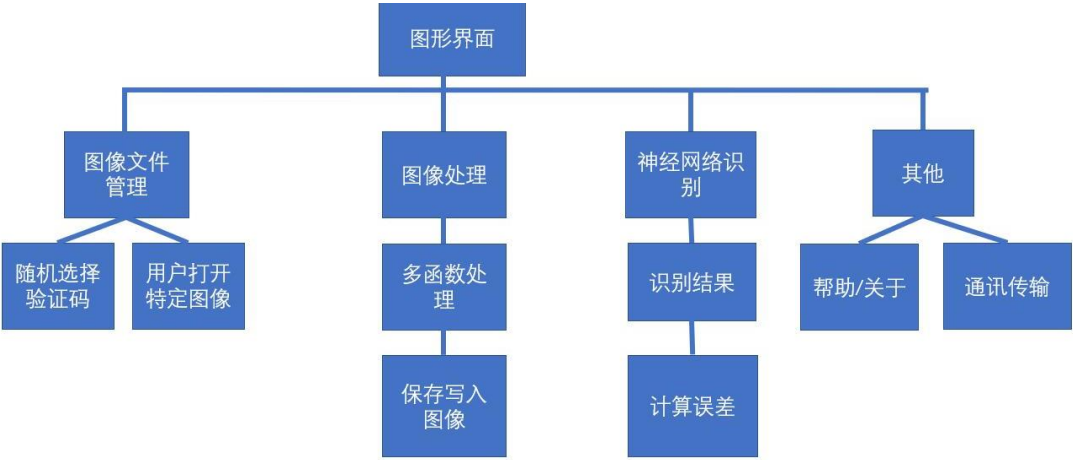 图形界面
图像文件
管理
图像处理
神经网络识
别
其他
随机选择
验证码
用户打开
特定图像
多函数处
理
识别结果
帮助/关于
通讯传输
保存写入
图像
计算误差